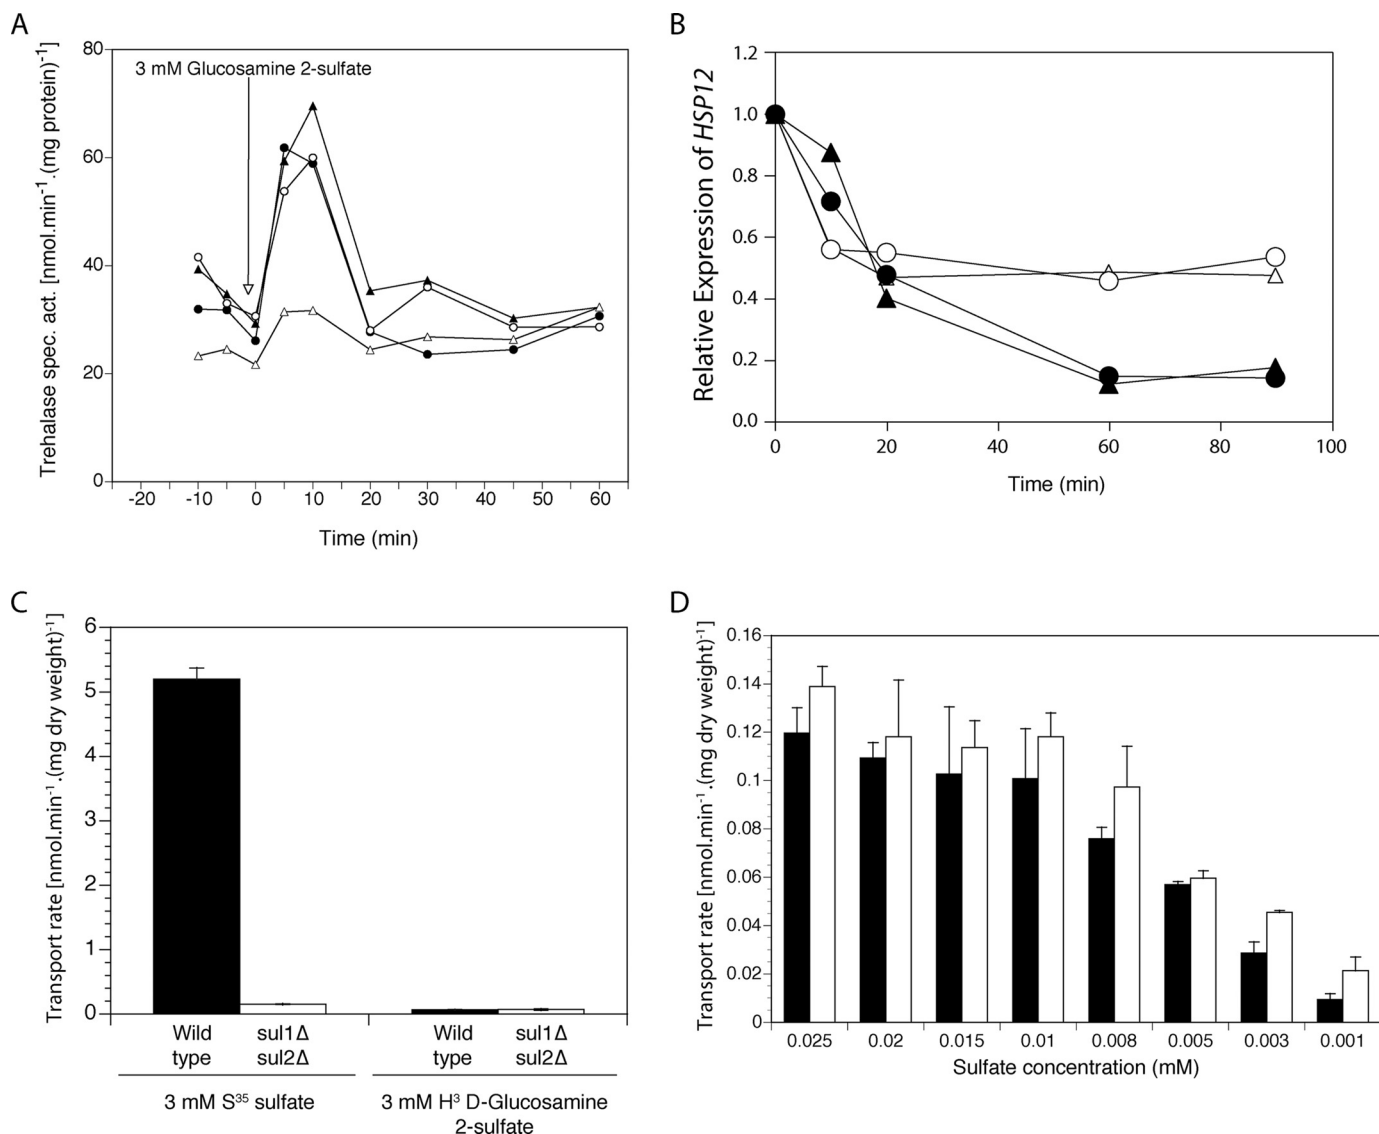 A
Trehalase spec. act. [nmol.min⁻¹.(mg protein)⁻¹]
80
60
40
20
0
3 mM Glucosamine 2-sulfate
-20 -10 0 10 20 30 40 50 60
Time (min)
B
Relative Expression of HSP12
1.2
1.0
0.8
0.6
0.4
0.2
0.0
0 20 40 60 80 100
Time (min)
C
Transport rate [nmol.min⁻¹.(mg dry weight)⁻¹]
6
5
4
3
2
1
0
Wild sul1Δ Wild sul1Δ
type sul2Δ type sul2Δ
3 mM S³⁵ sulfate 3 mM H³ D-Glucosamine
2-sulfate
D
Transport rate [nmol.min⁻¹.(mg dry weight)⁻¹]
0.16
0.14
0.12
0.1
0.08
0.06
0.04
0.02
0
0.025 0.02 0.015 0.01 0.008 0.005 0.003 0.001
Sulfate concentration (mM)